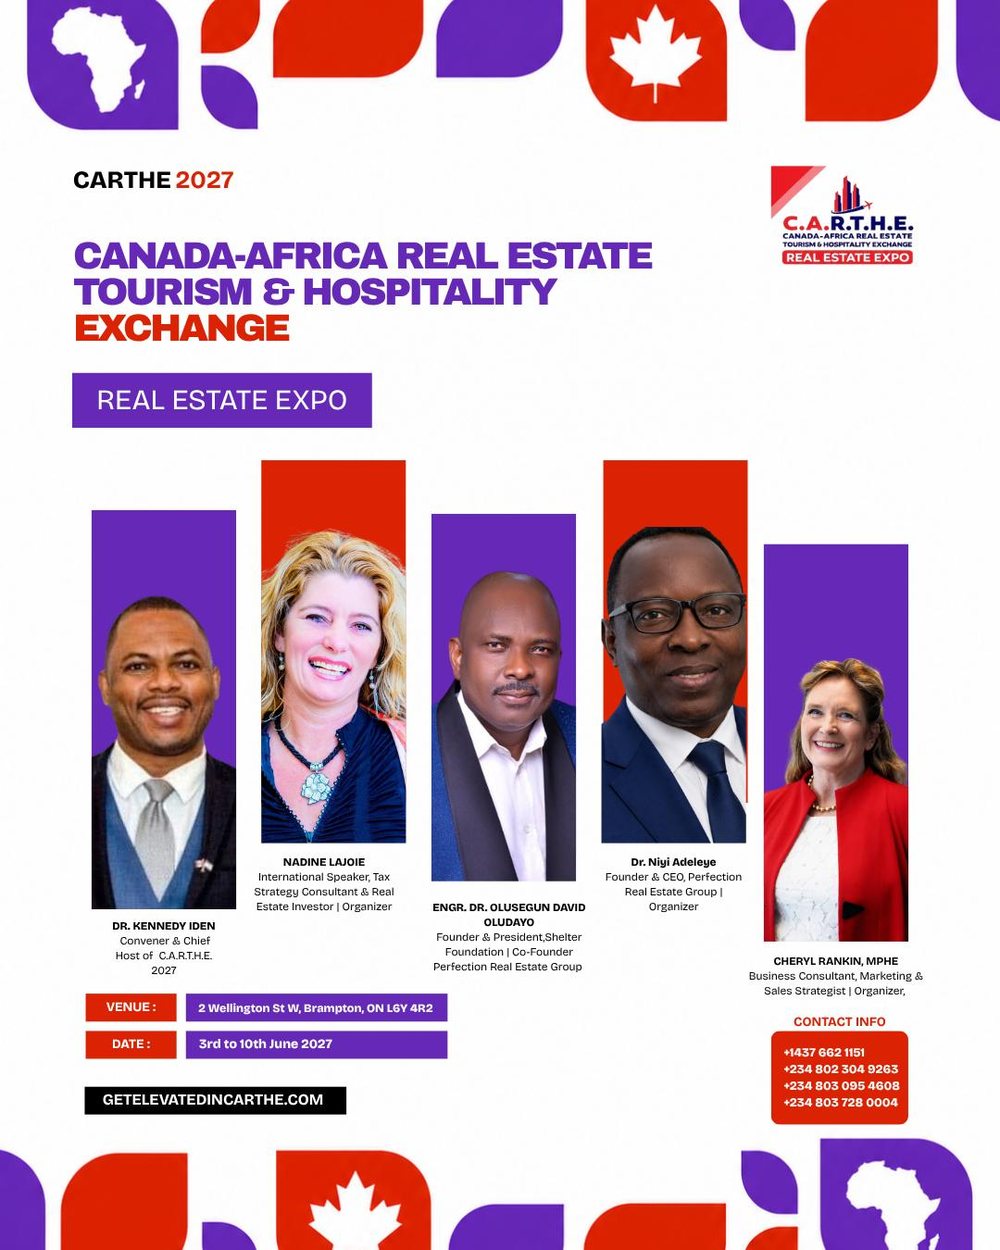 CARTHE 2027
C.A.R.T.H.E.
CANADA-AFRICA REAL ESTATE
TOURISM & HOSPITALITY EXCHANGE
REAL ESTATE EXPO
CANADA-AFRICA REAL ESTATE
TOURISM & HOSPITALITY
EXCHANGE
REAL ESTATE EXPO
DR. KENNEDY IDEN
Convener & Chief
Host of C.A.R.T.H.E.
2027
NADINE LAJOIE
International Speaker, Tax
Strategy Consultant & Real
Estate Investor | Organizer
ENGR. DR. OLUSEGUN DAVID
OLUDAYO
Founder & President,Shelter
Foundation | Co-Founder
Perfection Real Estate Group
Dr. Niyi Adeleye
Founder & CEO, Perfection
Real Estate Group |
Organizer
CHERYL RANKIN, MPHE
Business Consultant, Marketing &
Sales Strategist | Organizer,
VENUE :
2 Wellington St W, Brampton, ON L6Y 4R2
DATE :
3rd to 10th June 2027
GETELEVATEDINCARTHE.COM
CONTACT INFO
+1437 662 1151
+234 802 304 9263
+234 803 095 4608
+234 803 728 0004